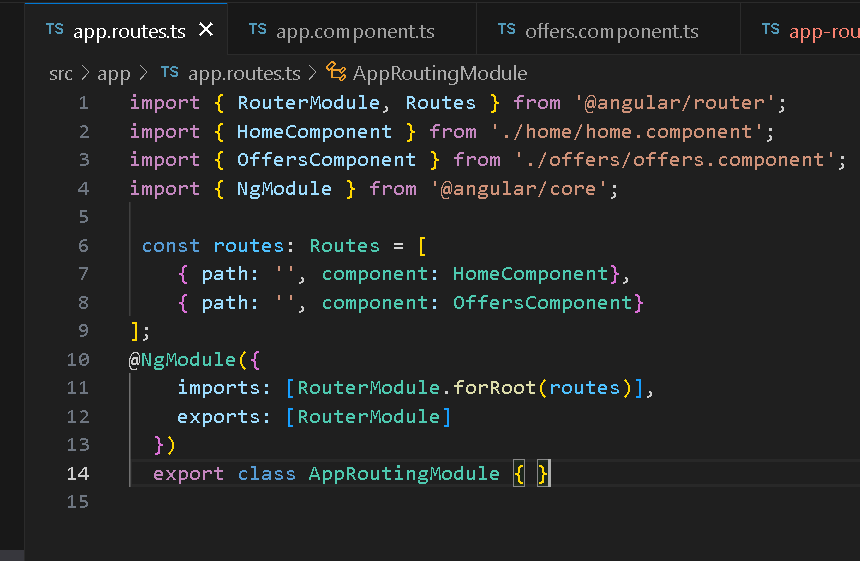 TS app.routes.ts × TS app.component.ts TS offers.component.ts TS app-rou
src > app > TS app.routes.ts > AppRoutingModule
1 import { RouterModule, Routes } from '@angular/router';
2 import { HomeComponent } from './home/home.component';
3 import { OffersComponent } from './offers/offers.component';
4 import { NgModule } from '@angular/core';
5
6 const routes: Routes = [
7 { path: '', component: HomeComponent},
8 { path: '', component: OffersComponent}
9 ];
10 @NgModule({
11 imports: [RouterModule.forRoot(routes)],
12 exports: [RouterModule]
13 })
14 export class AppRoutingModule { }
15